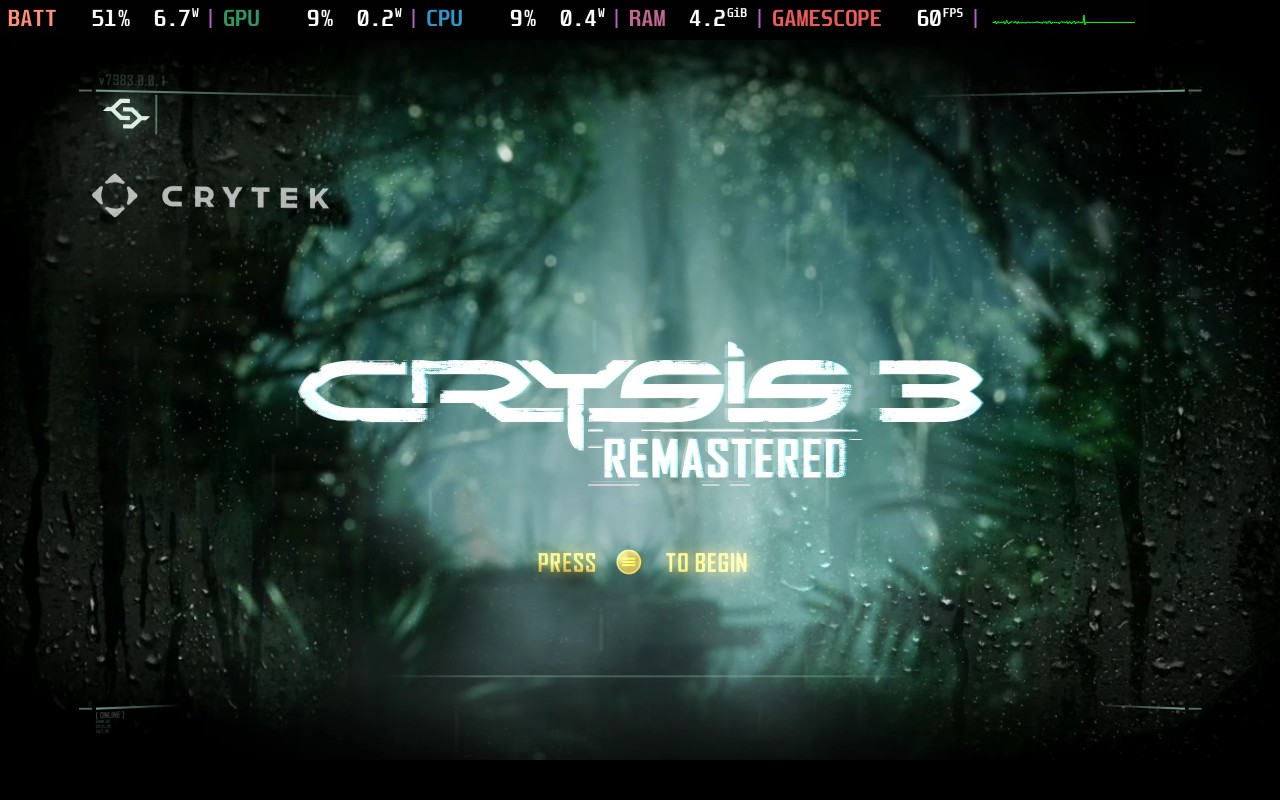 BATT 51% 6.7W | GPU 9% 0.2W | CPU 9% 0.4W | RAM 4.2GiB | GAMESCOPE 60FPS |
v7983.0.0.1
CRYTEK
CRYSIS 3
REMASTERED
PRESS TO BEGIN
[ONLINE]